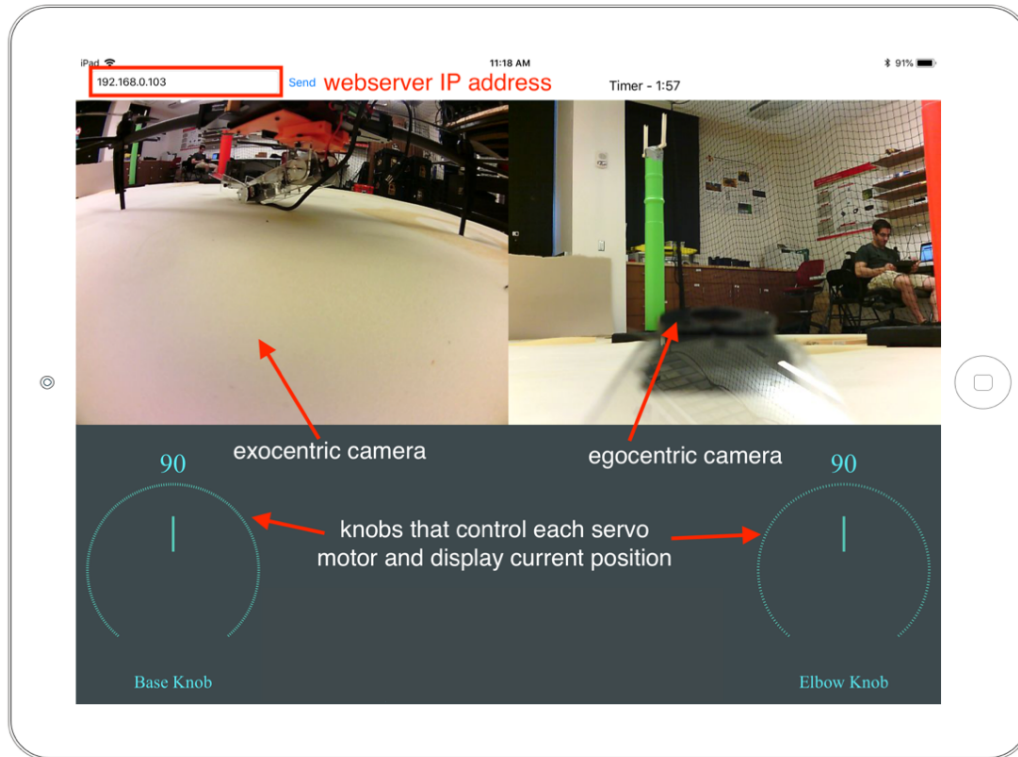 iPad
11:18 AM
91%
192.168.0.103
Send
webserver IP address
Timer - 1:57
exocentric camera
egocentric camera
90
90
knobs that control each servo
motor and display current position
Base Knob
Elbow Knob